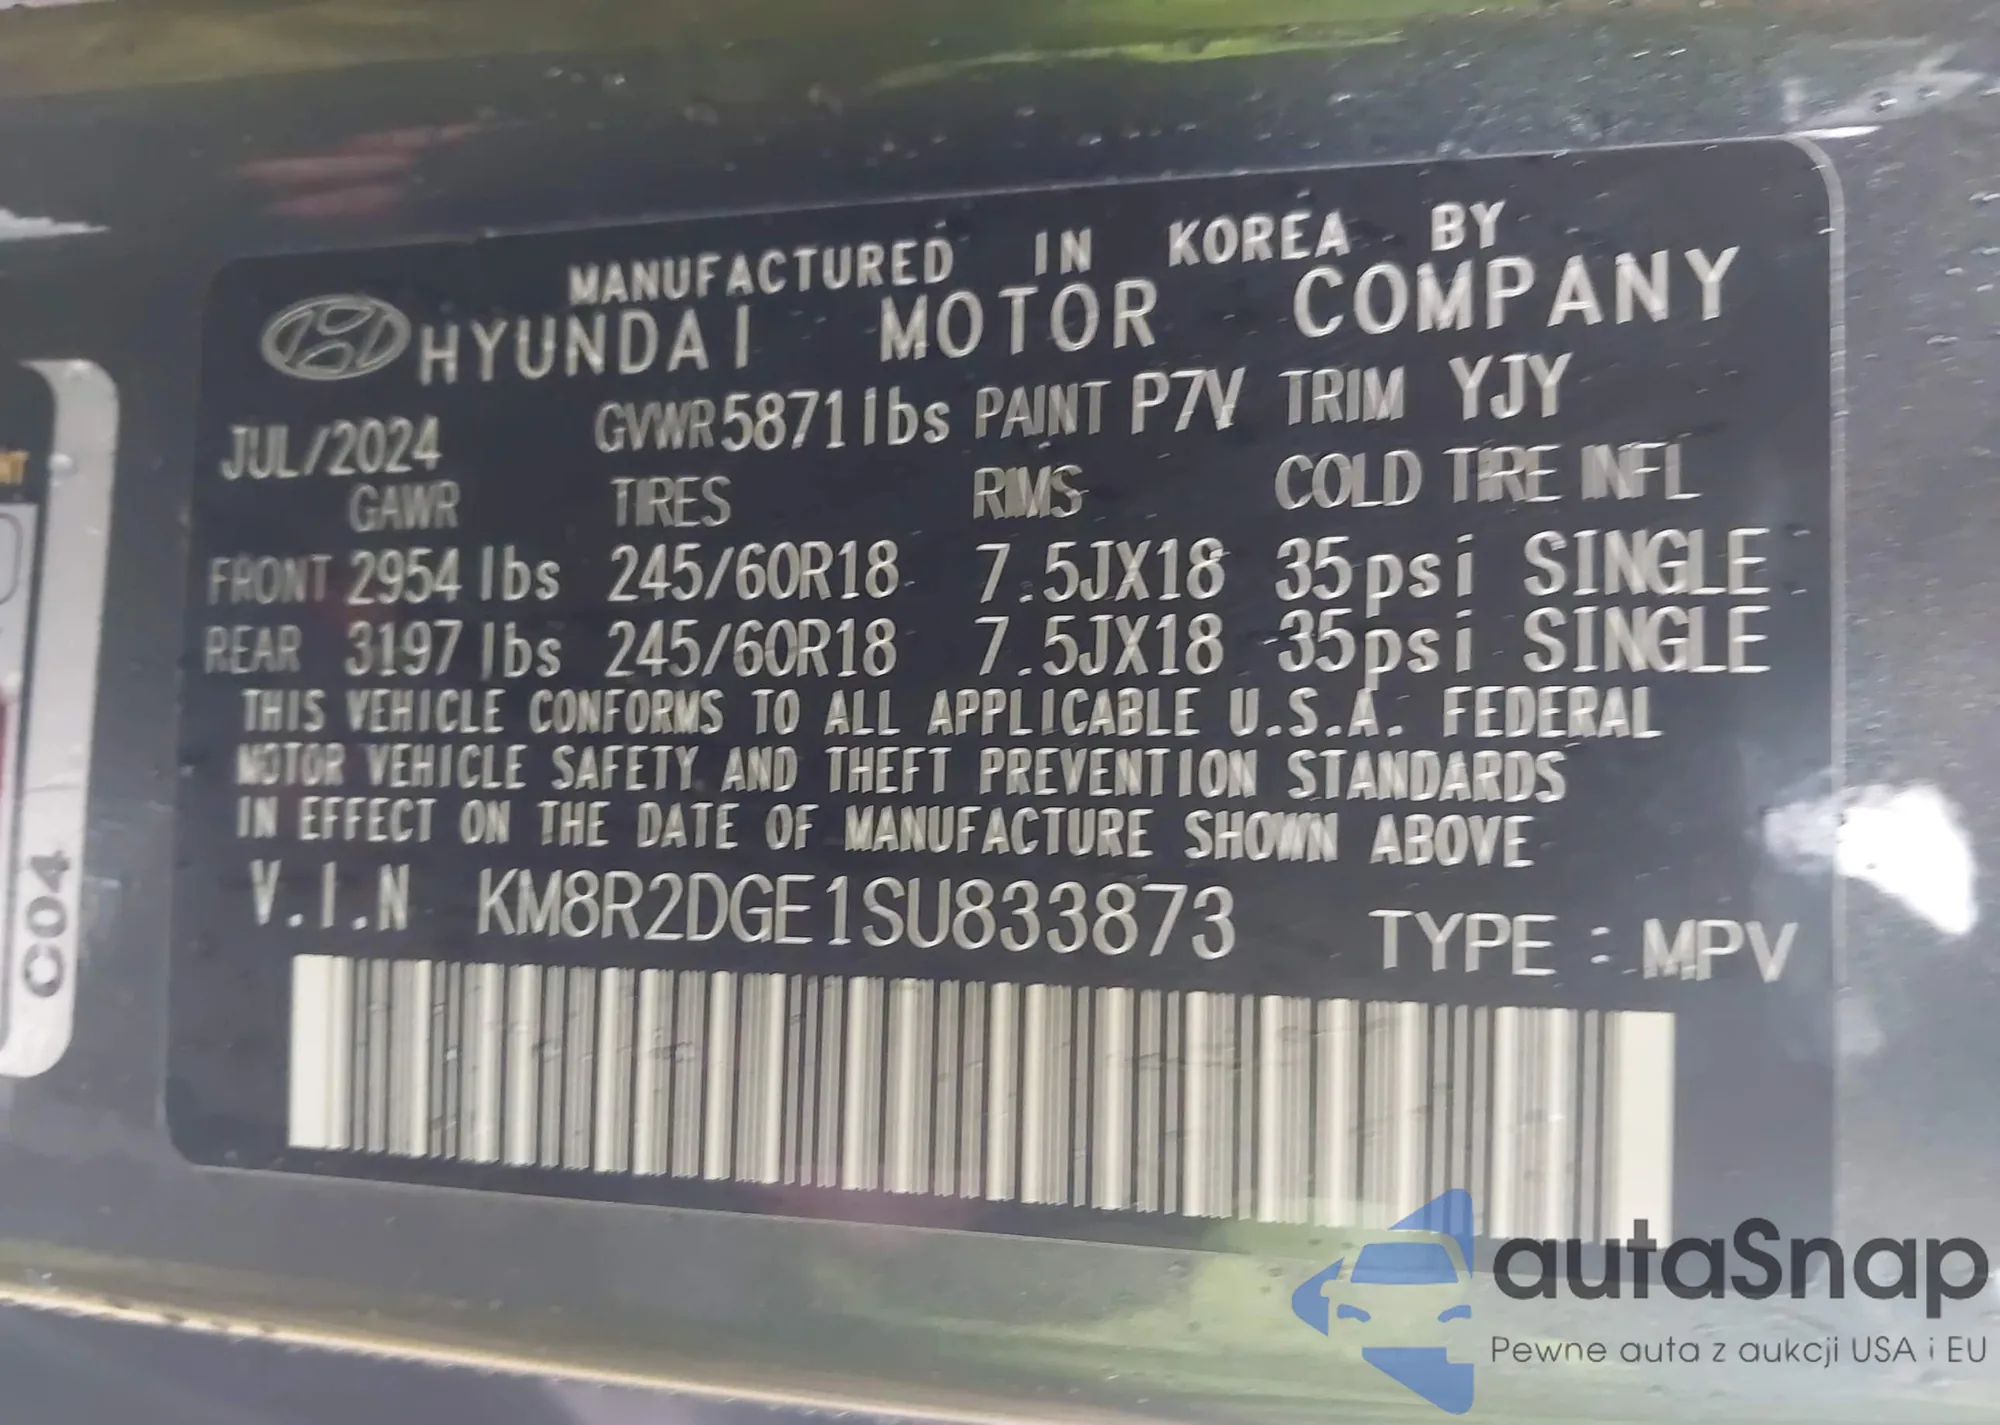 MANUFACTURED IN KOREA BY
HYUNDAI MOTOR COMPANY
JUL/2024 GVWR 5871 lbs PAINT P7V TRIM YJY
GAWR TIRES RIMS COLD TIRE INFL
FRONT 2954 lbs 245/60R18 7.5JX18 35psi SINGLE
REAR 3197 lbs 245/60R18 7.5JX18 35psi SINGLE
THIS VEHICLE CONFORMS TO ALL APPLICABLE U.S.A. FEDERAL
MOTOR VEHICLE SAFETY AND THEFT PREVENTION STANDARDS
IN EFFECT ON THE DATE OF MANUFACTURE SHOWN ABOVE
V.I.N KM8R2DGE1SU833873 TYPE : MPV
C04
autaSnap
Pewne auta z aukcji USA i EU